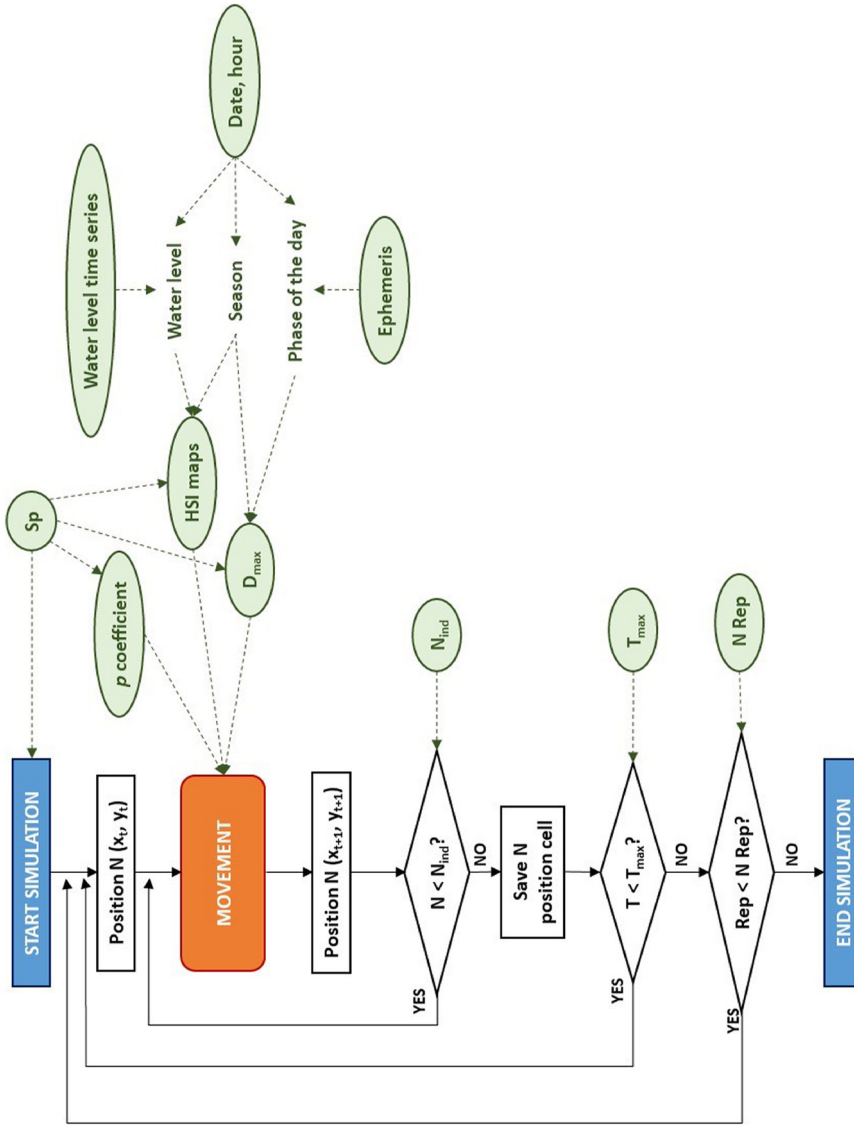 START SIMULATION
Position N (xₜ, yₜ)
MOVEMENT
Position N (xₜ₊₁, yₜ₊₁)
N < Nᵢₙd?
YES
NO
Save N
position cell
T < Tₘₐₓ?
YES
NO
Rep < N Rep?
YES
NO
END SIMULATION
Sp
p coefficient
HSI maps
Dₘₐₓ
Nᵢₙd
Tₘₐₓ
N Rep
Water level time series
Water level
Season
Phase of the day
Ephemeris
Date, hour